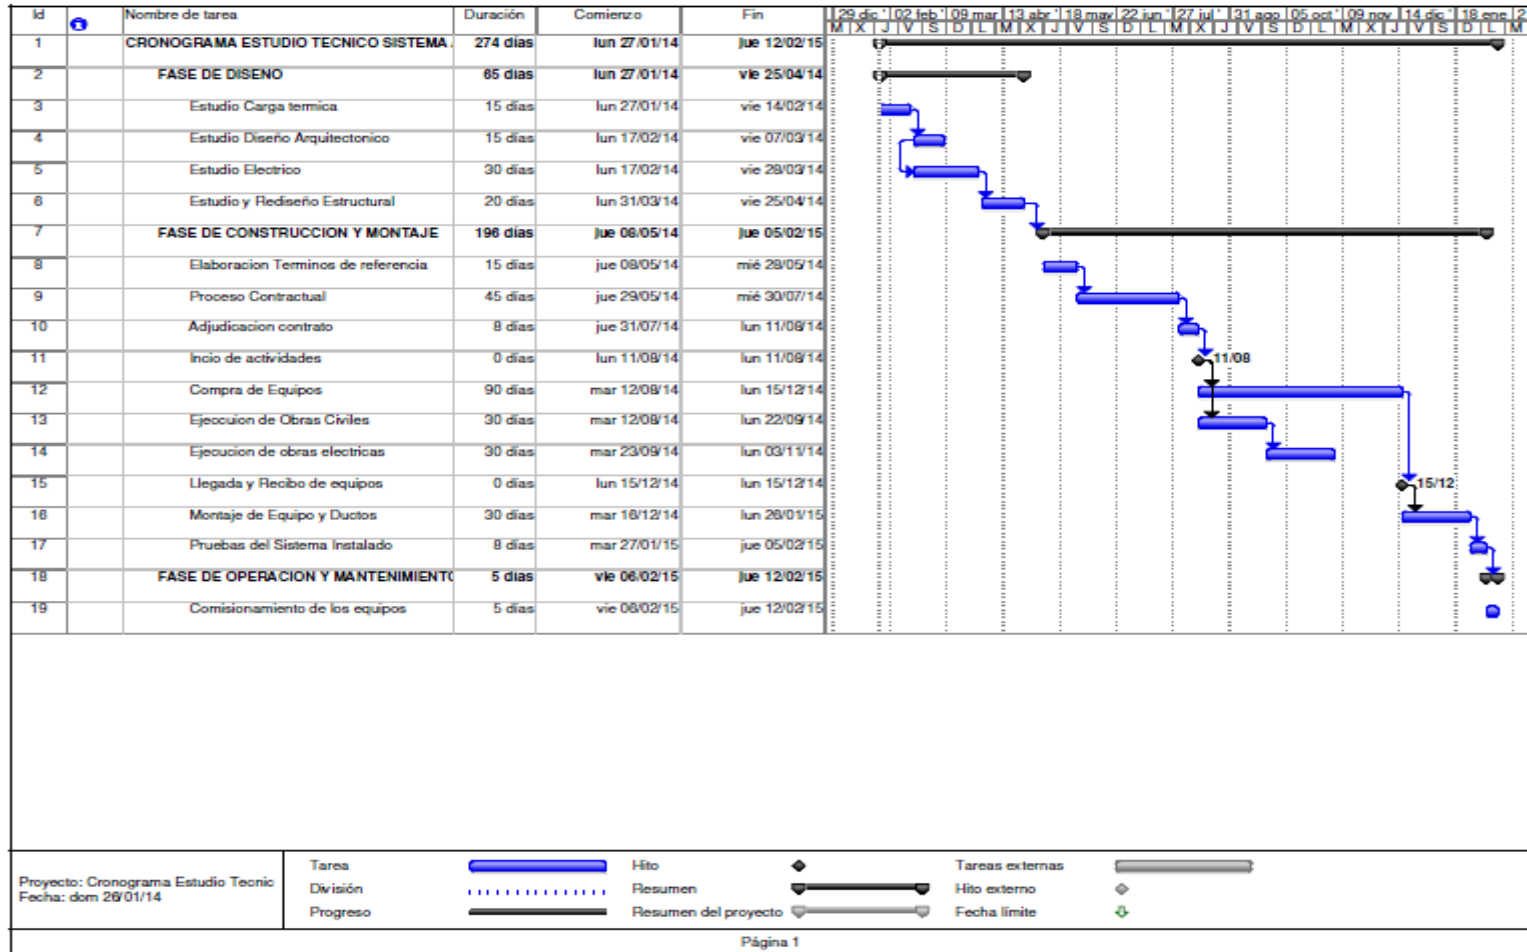 Id Nombre de tarea Duración Comienzo Fin 29 dic ' 02 feb ' 09 mar ' 13 abr ' 18 may ' 22 jun ' 27 jul ' 31 ago ' 05 oct ' 09 nov ' 14 dic ' 18 ene ' 2
M X J V S D L M X J V S D L M X J V S D L M X J V S D L M
1 CRONOGRAMA ESTUDIO TECNICO SISTEMA 274 días lun 27/01/14 jue 12/02/15
2 FASE DE DISEÑO 65 días lun 27/01/14 vie 25/04/14
3 Estudio Carga termica 15 días lun 27/01/14 vie 14/02/14
4 Estudio Diseño Arquitectonico 15 días lun 17/02/14 vie 07/03/14
5 Estudio Electrico 30 días lun 17/02/14 vie 28/03/14
6 Estudio y Rediseño Estructural 20 días lun 31/03/14 vie 25/04/14
7 FASE DE CONSTRUCCION Y MONTAJE 196 días jue 08/05/14 jue 05/02/15
8 Elaboracion Terminos de referencia 15 días jue 08/05/14 mié 28/05/14
9 Proceso Contractual 45 días jue 29/05/14 mié 30/07/14
10 Adjudicacion contrato 8 días jue 31/07/14 lun 11/08/14
11 Incio de actividades 0 días lun 11/08/14 lun 11/08/14 11/08
12 Compra de Equipos 90 días mar 12/08/14 lun 15/12/14
13 Ejeccuion de Obras Civiles 30 días mar 12/08/14 lun 22/09/14
14 Ejecucion de obras electricas 30 días mar 23/09/14 lun 03/11/14
15 Llegada y Recibo de equipos 0 días lun 15/12/14 lun 15/12/14 15/12
16 Montaje de Equipo y Ductos 30 días mar 16/12/14 lun 26/01/15
17 Pruebas del Sistema Instalado 8 días mar 27/01/15 jue 05/02/15
18 FASE DE OPERACION Y MANTENIMIENTO 5 días vie 06/02/15 jue 12/02/15
19 Comisionamiento de los equipos 5 días vie 06/02/15 jue 12/02/15
Proyecto: Cronograma Estudio Tecnic
Fecha: dom 26/01/14
Tarea Hito Tareas externas
División Resumen Hito externo
Progreso Resumen del proyecto Fecha límite
Página 1